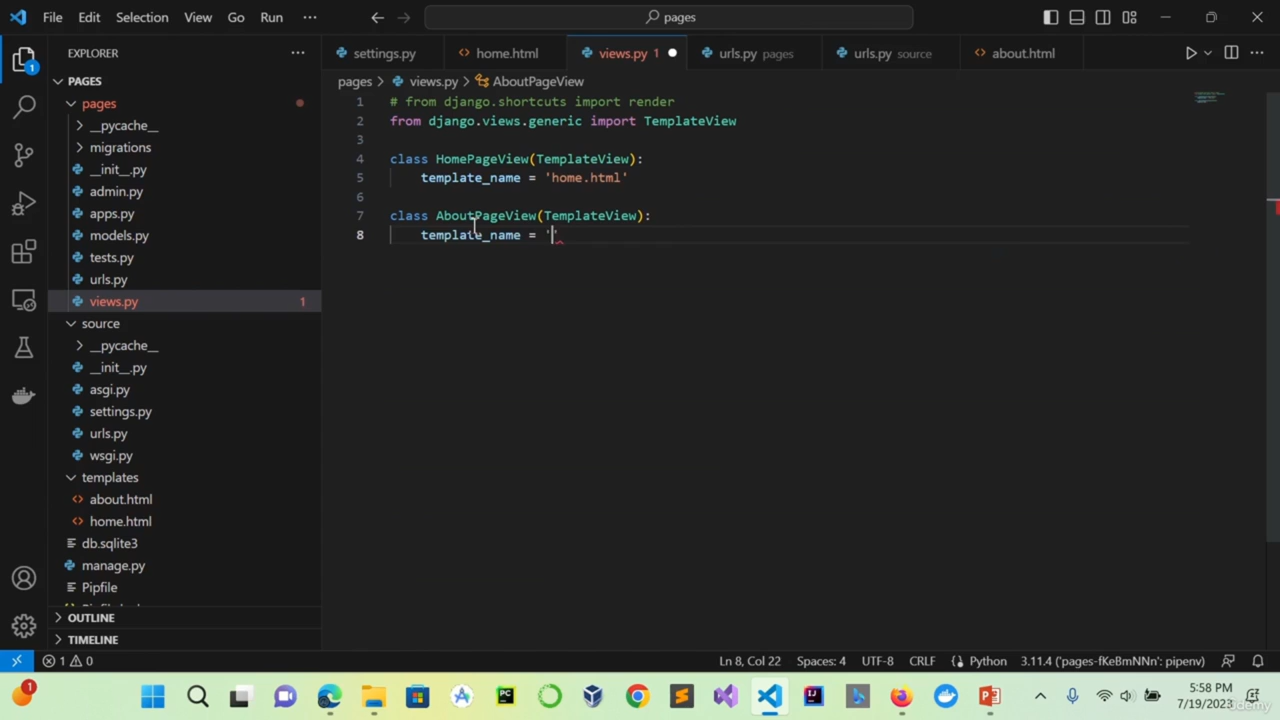 File Edit Selection View Go Run ··· pages
EXPLORER ···
settings.py home.html views.py 1 urls.py pages urls.py source about.html
PAGES
pages > views.py > AboutPageView
pages
__pycache__
migrations
__init__.py
admin.py
apps.py
models.py
tests.py
urls.py
views.py 1
source
__pycache__
__init__.py
asgi.py
settings.py
urls.py
wsgi.py
templates
about.html
home.html
db.sqlite3
manage.py
Pipfile
OUTLINE
TIMELINE
1 # from django.shortcuts import render
2 from django.views.generic import TemplateView
3
4 class HomePageView(TemplateView):
5 template_name = 'home.html'
6
7 class AboutPageView(TemplateView):
8 template_name = ''
1 0 Ln 8, Col 22 Spaces: 4 UTF-8 CRLF Python 3.11.4 ('pages-fKeBmNNn': pipenv)
1
PC
5:58 PM
7/19/2023
Udemy